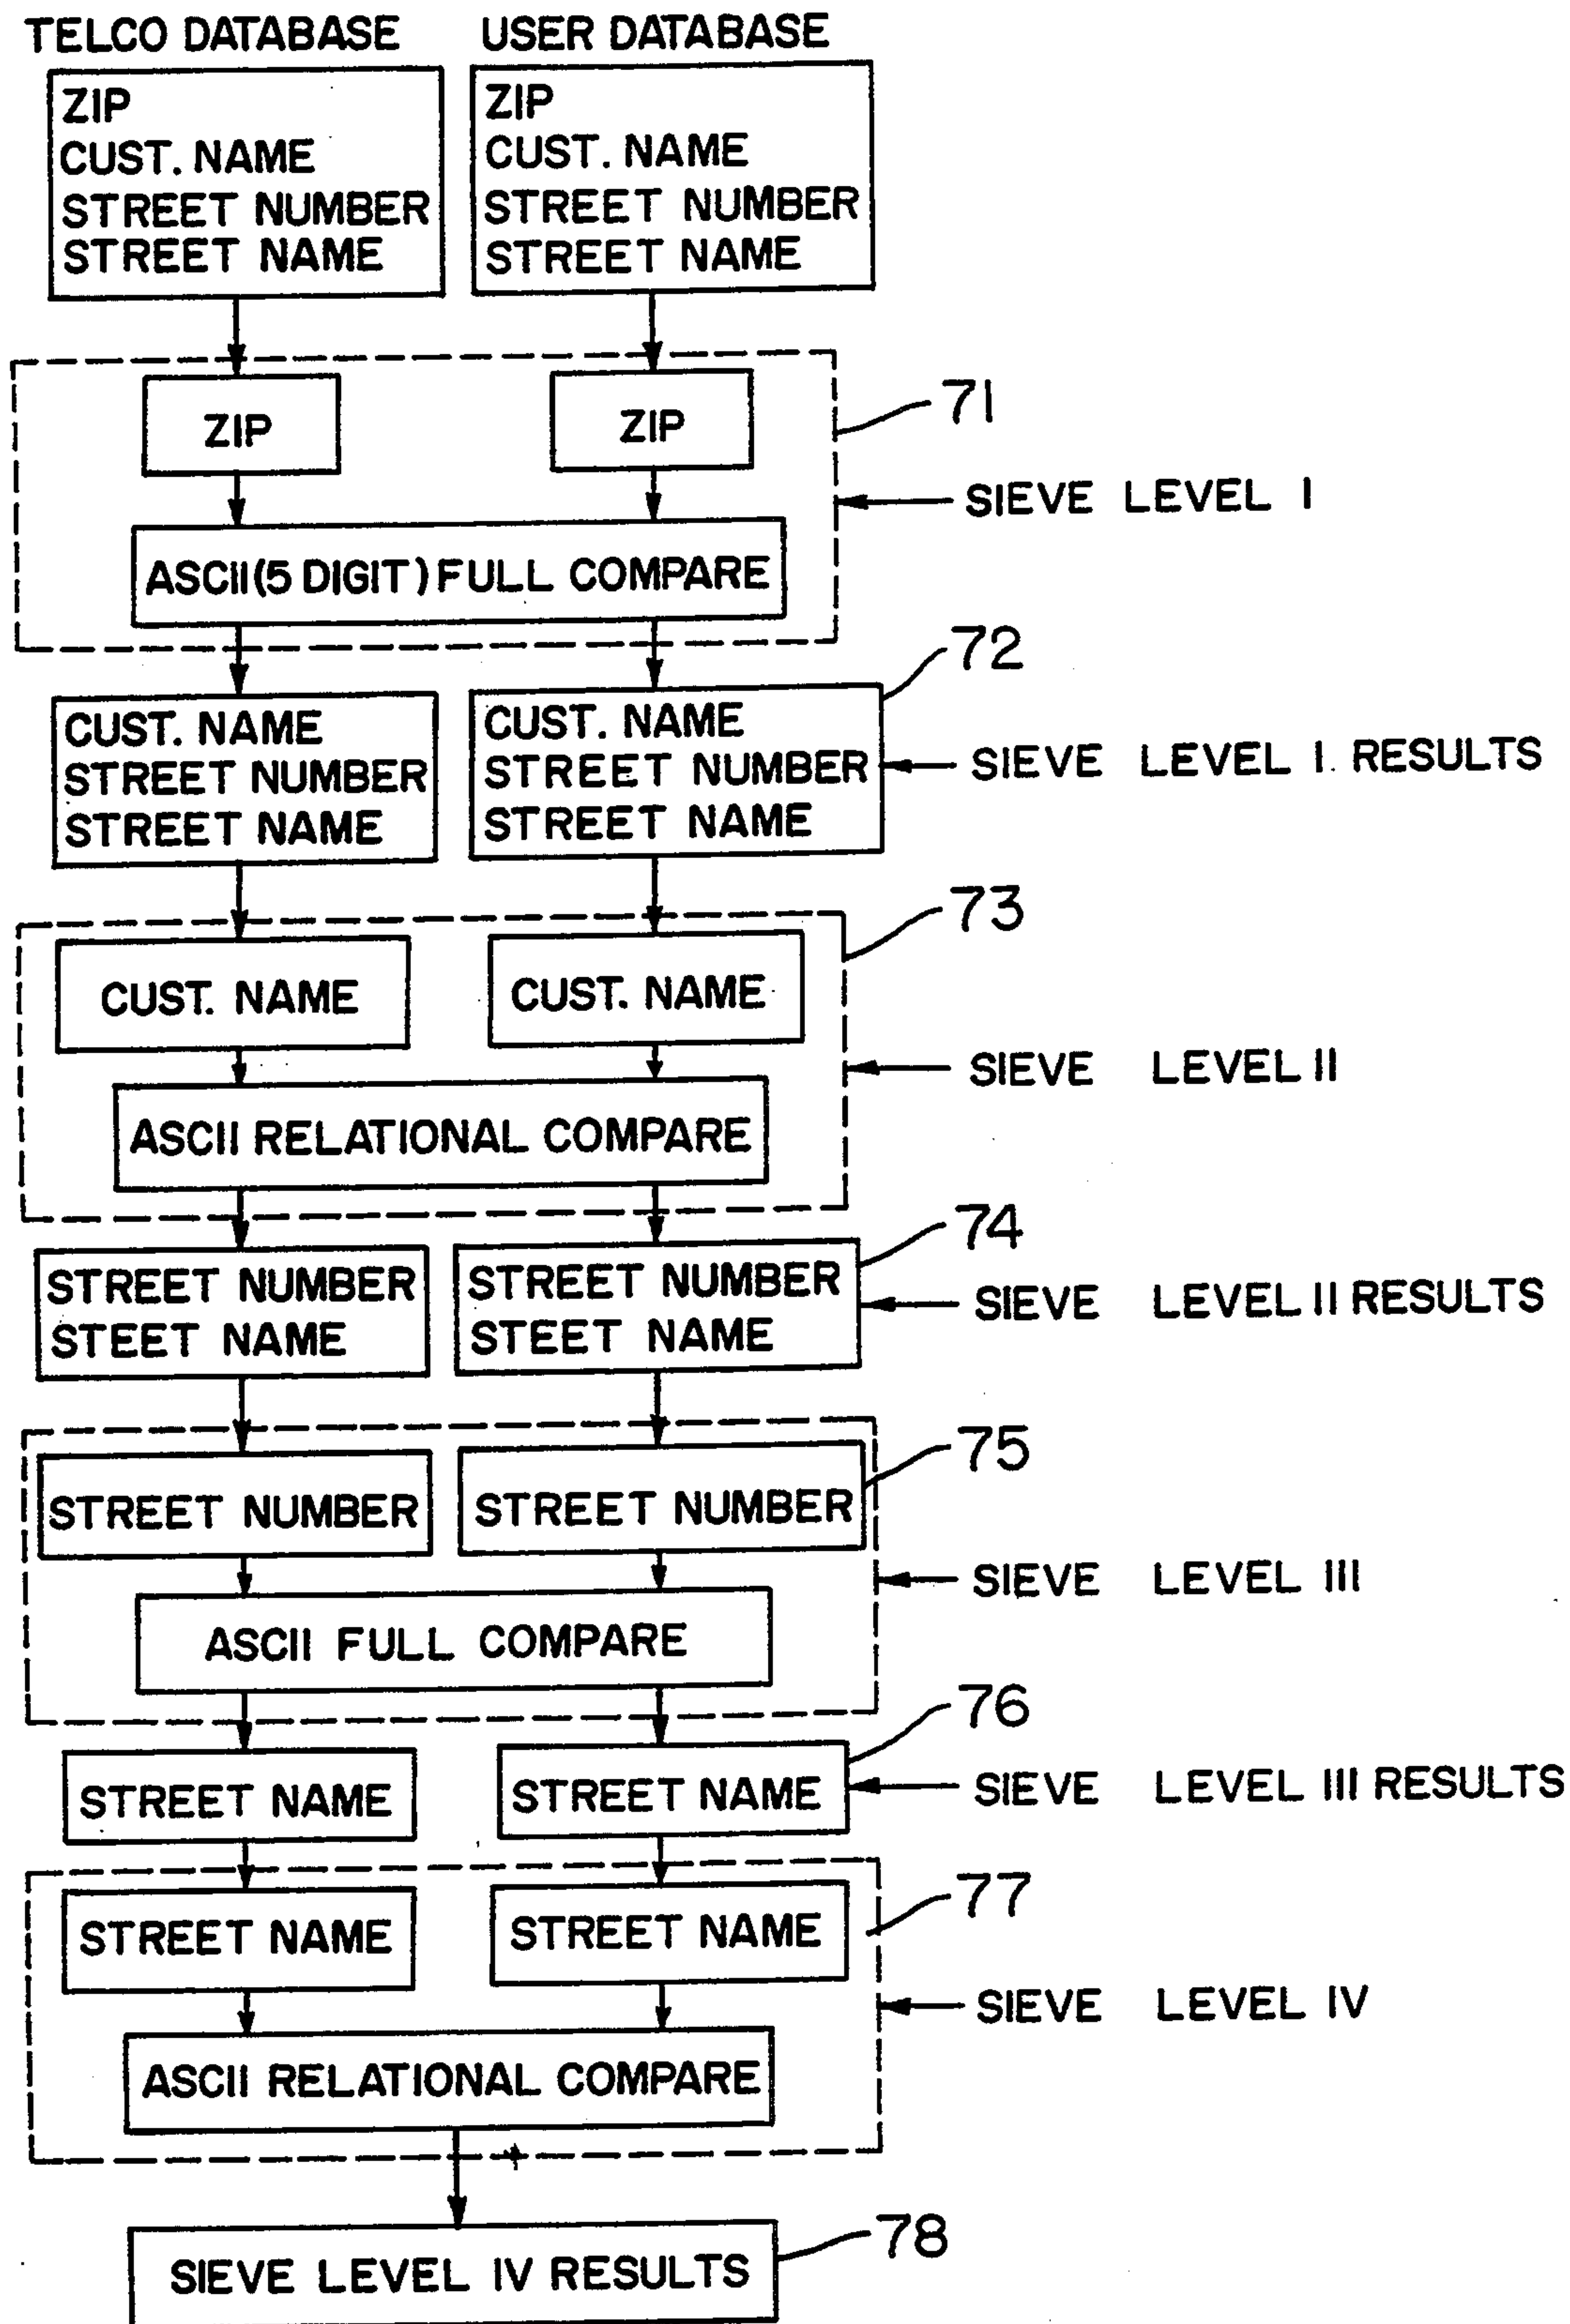 TELCO DATABASE
USER DATABASE
ZIP
CUST. NAME
STREET NUMBER
STREET NAME
ZIP
CUST. NAME
STREET NUMBER
STREET NAME
ZIP
ZIP
71
SIEVE LEVEL I
ASCII (5 DIGIT) FULL COMPARE
72
CUST. NAME
STREET NUMBER
STREET NAME
CUST. NAME
STREET NUMBER
STREET NAME
SIEVE LEVEL I. RESULTS
73
CUST. NAME
CUST. NAME
SIEVE LEVEL II
ASCII RELATIONAL COMPARE
74
STREET NUMBER
STEET NAME
STREET NUMBER
STEET NAME
SIEVE LEVEL II RESULTS
75
STREET NUMBER
STREET NUMBER
SIEVE LEVEL III
ASCII FULL COMPARE
76
STREET NAME
STREET NAME
SIEVE LEVEL III RESULTS
77
STREET NAME
STREET NAME
SIEVE LEVEL IV
ASCII RELATIONAL COMPARE
78
SIEVE LEVEL IV RESULTS